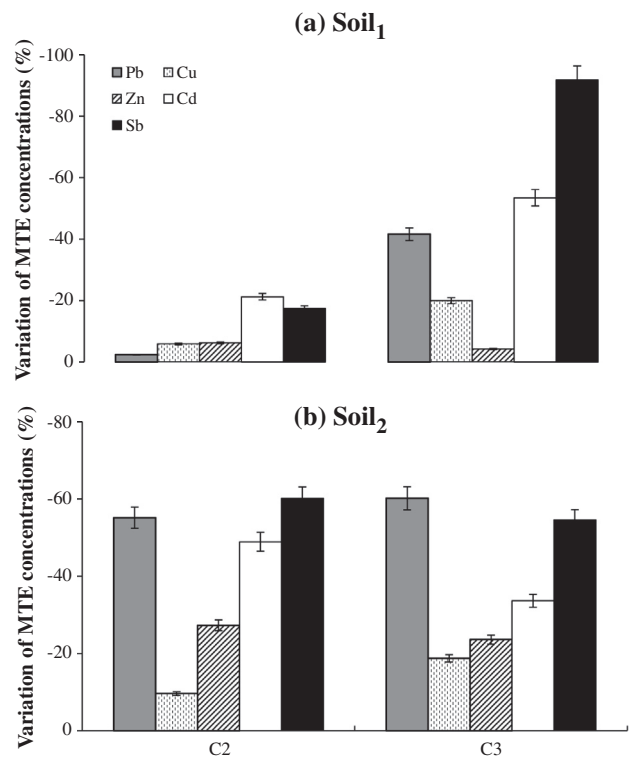 (a) Soil1
Variation of MTE concentrations (%)
-100
-80
-60
-40
-20
0
Pb Cu
Zn Cd
Sb
(b) Soil2
Variation of MTE concentrations (%)
-80
-60
-40
-20
0
C2 C3